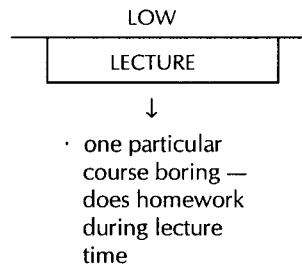 LOW
LECTURE
↓
· one particular
course boring —
does homework
during lecture
time